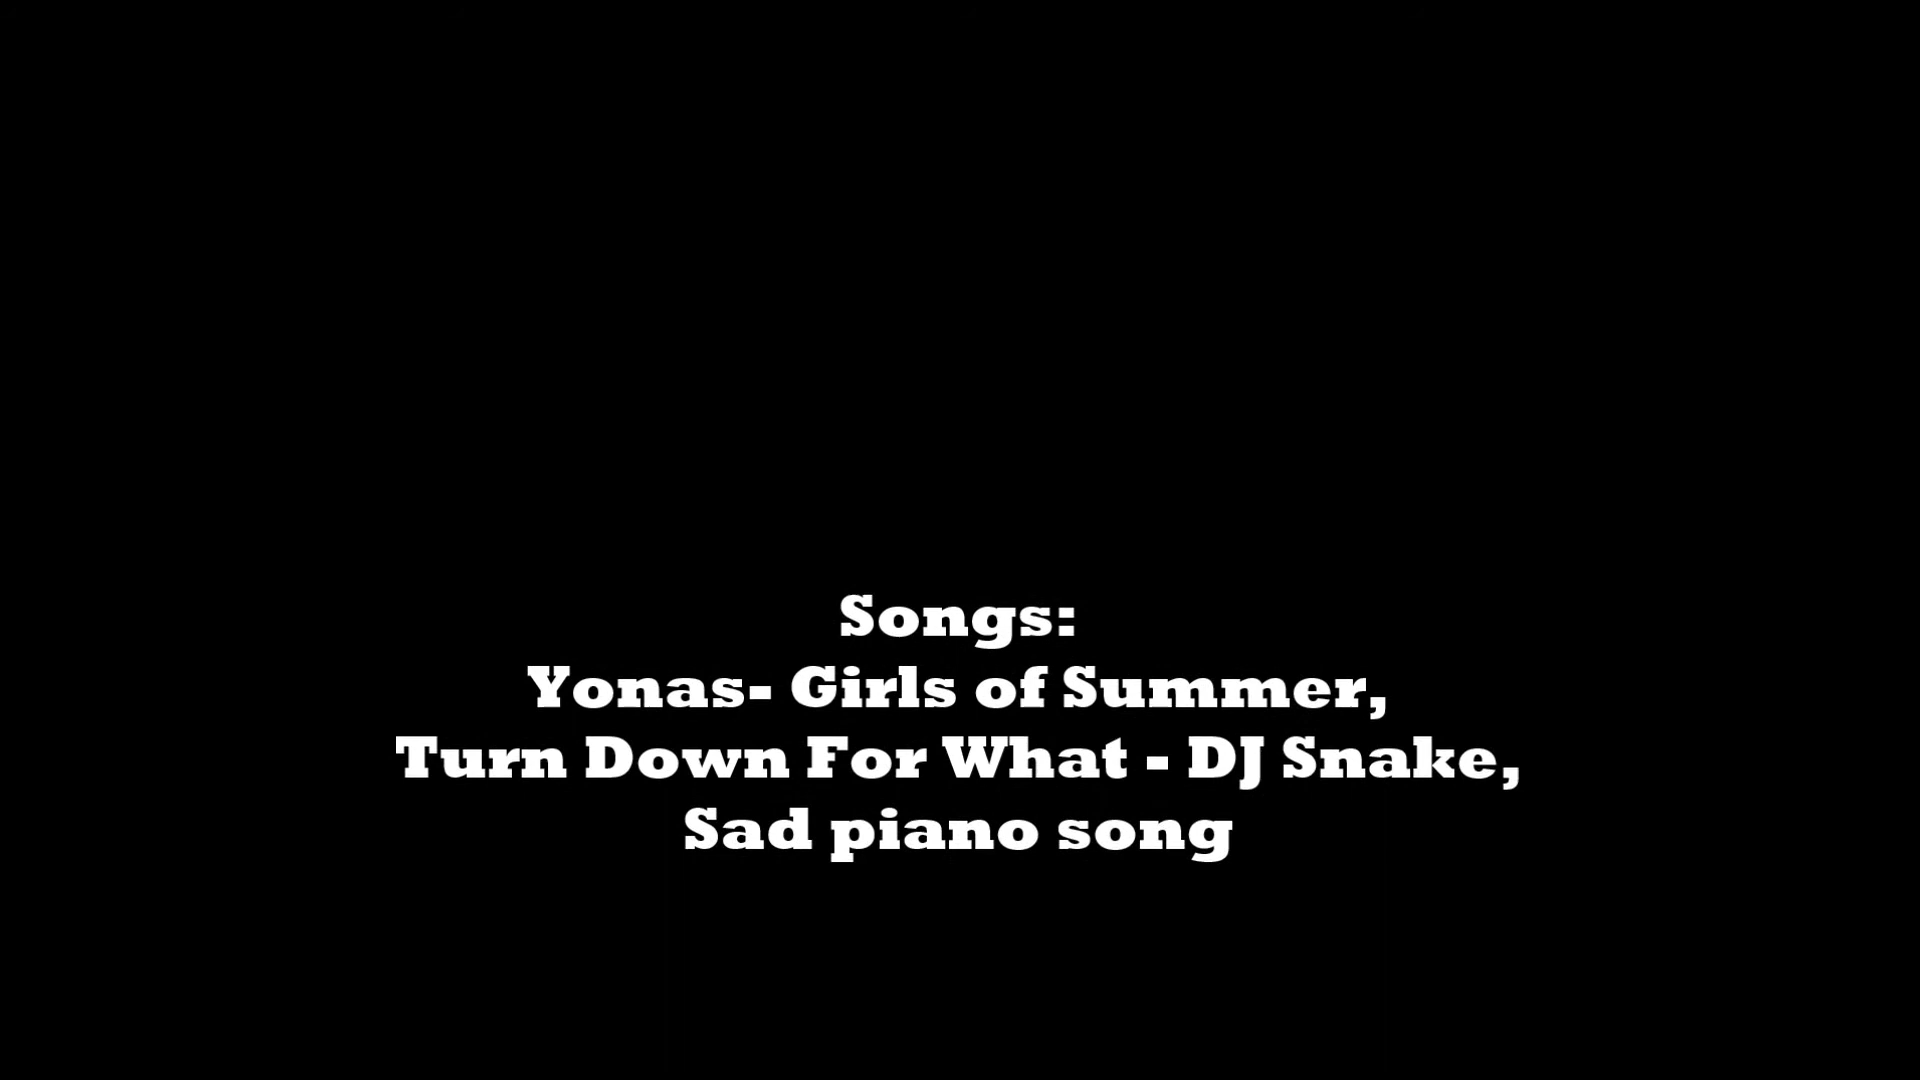 Songs:
Yonas- Girls of Summer,
Turn Down For What - DJ Snake,
Sad piano song